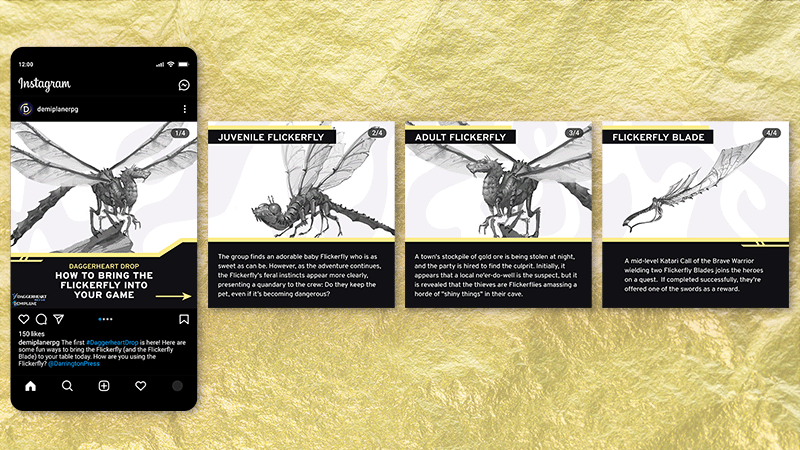 12:00
Instagram
demiplanerpg
1/4
DAGGERHEART DROP
HOW TO BRING THE
FLICKERFLY INTO
YOUR GAME
DAGGERHEART
DEMIPLANE
150 likes
demiplanerpg The first #DaggerheartDrop is here! Here are
some fun ways to bring the Flickerfly (and the Flickerfly
Blade) to your table today. How are you using the
Flickerfly? @DarringtonPress
JUVENILE FLICKERFLY
2/4
The group finds an adorable baby Flickerfly who is as
sweet as can be. However, as the adventure continues,
the Flickerfly's feral instincts appear more clearly,
presenting a quandary to the crew: Do they keep the
pet, even if it's becoming dangerous?
ADULT FLICKERFLY
3/4
A town's stockpile of gold ore is being stolen at night,
and the party is hired to find the culprit. Initially, it
appears that a local ne'er-do-well is the suspect, but it
is revealed that the thieves are Flickerflies amassing a
horde of "shiny things" in their cave.
FLICKERFLY BLADE
4/4
A mid-level Katari Call of the Brave Warrior
wielding two Flickerfly Blades joins the heroes
on a quest. If completed successfully, they're
offered one of the swords as a reward.